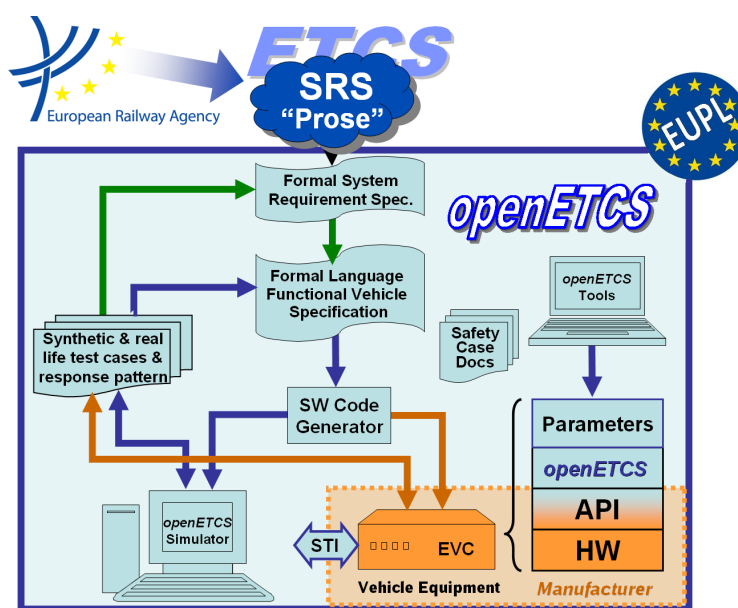 ETCS
SRS
“Prose”
European Railway Agency
EUPL
Formal System
Requirement Spec.
openETCS
Formal Language
Functional Vehicle
Specification
openETCS
Tools
Synthetic & real
life test cases &
response pattern
Safety
Case
Docs
SW Code
Generator
Parameters
openETCS
API
HW
openETCS
Simulator
STI
EVC
Vehicle Equipment
Manufacturer